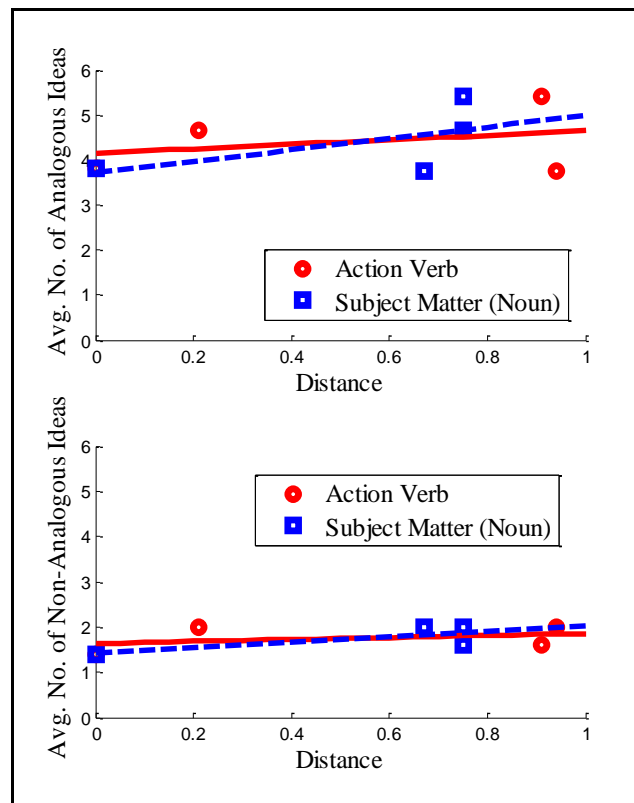 Avg. No. of Analogous Ideas
6
5
4
3
2
1
0
Action Verb
Subject Matter (Noun)
0 0.2 0.4 0.6 0.8 1
Distance
Avg. No. of Non-Analogous Ideas
6
5
4
3
2
1
0
Action Verb
Subject Matter (Noun)
0 0.2 0.4 0.6 0.8 1
Distance